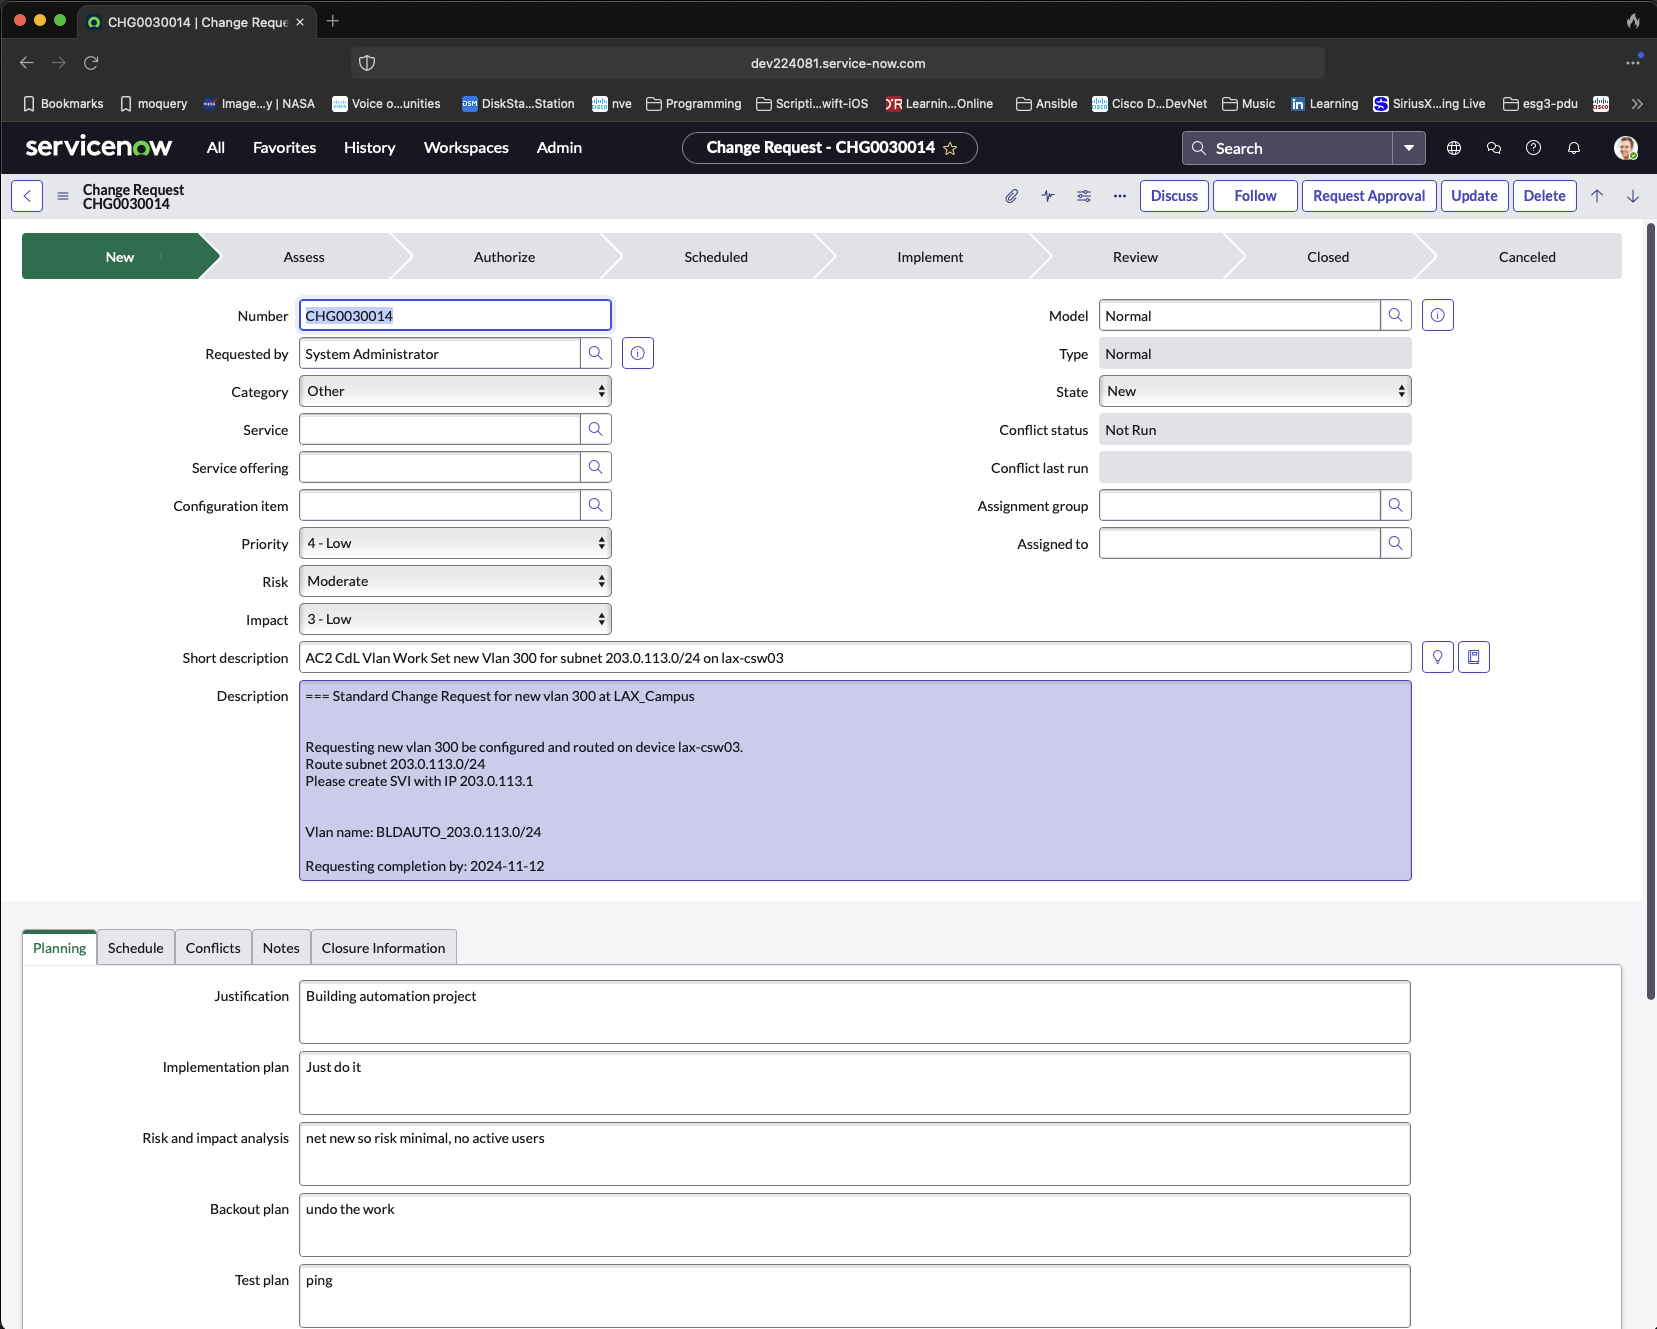 CHG0030014 | Change Reque
dev224081.service-now.com
Bookmarks moquery Image...y | NASA Voice o...unities DiskSta...Station nve Programming Scripti...wift-iOS Learnin...Online Ansible Cisco D...DevNet Music Learning SiriusX...ing Live esg3-pdu
servicenow All Favorites History Workspaces Admin Change Request - CHG0030014 Search
Change Request
CHG0030014
Discuss Follow Request Approval Update Delete
New Assess Authorize Scheduled Implement Review Closed Canceled
Number CHG0030014 Model Normal
Requested by System Administrator Type Normal
Category Other State New
Service Conflict status Not Run
Service offering Conflict last run
Configuration item Assignment group
Priority 4 - Low Assigned to
Risk Moderate
Impact 3 - Low
Short description AC2 CdL Vlan Work Set new Vlan 300 for subnet 203.0.113.0/24 on lax-csw03
Description === Standard Change Request for new vlan 300 at LAX_Campus
Requesting new vlan 300 be configured and routed on device lax-csw03.
Route subnet 203.0.113.0/24
Please create SVI with IP 203.0.113.1
Vlan name: BLDAUTO_203.0.113.0/24
Requesting completion by: 2024-11-12
Planning Schedule Conflicts Notes Closure Information
Justification Building automation project
Implementation plan Just do it
Risk and impact analysis net new so risk minimal, no active users
Backout plan undo the work
Test plan ping